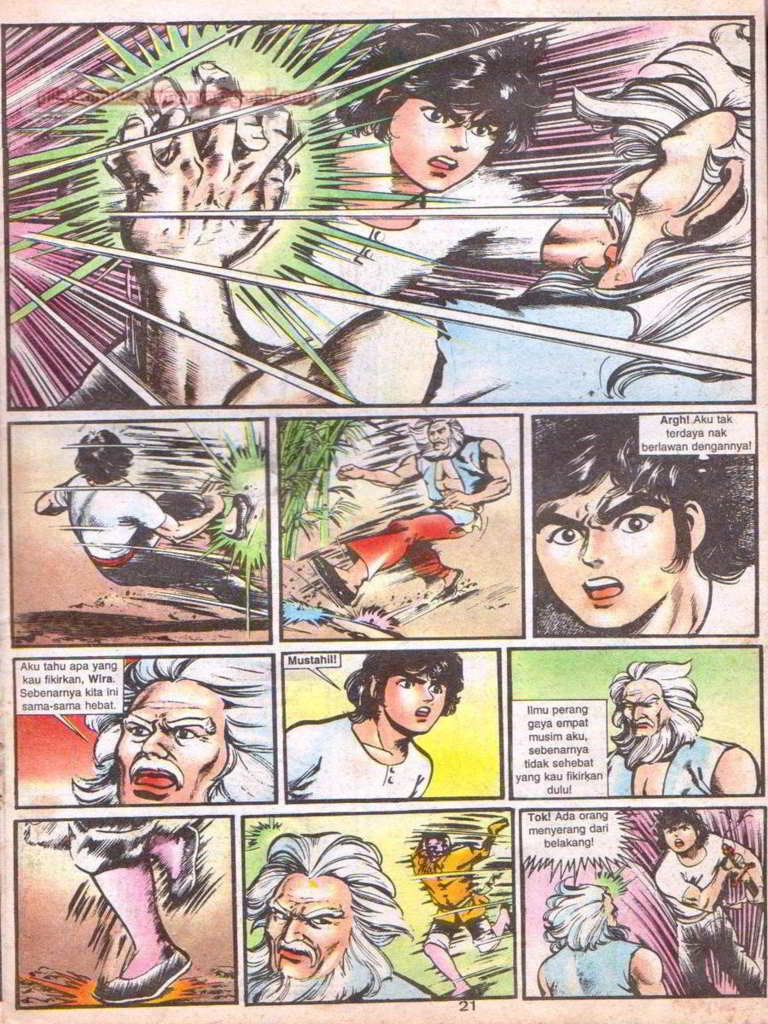 Argh! Aku tak
terdaya nak
berlawan dengannya!
Aku tahu apa yang
kau fikirkan, Wira.
Sebenarnya kita ini
sama-sama hebat.
Mustahil!
Ilmu perang
gaya empat
musim aku,
sebenarnya
tidak sehebat
yang kau fikirkan
dulu!
Tok! Ada orang
menyerang dari
belakang!
21